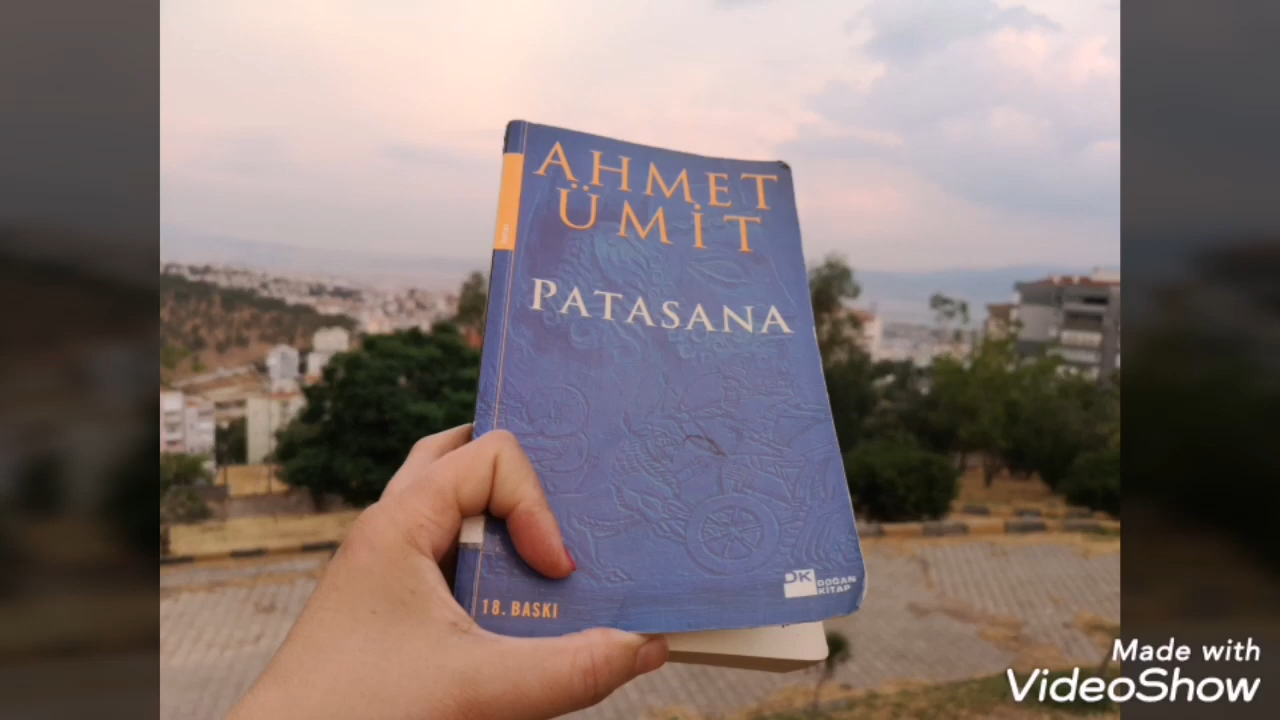 AHMET
ÜMİT
PATASANA
DK DOĞAN
KİTAP
18. BASKI
Made with
VideoShow